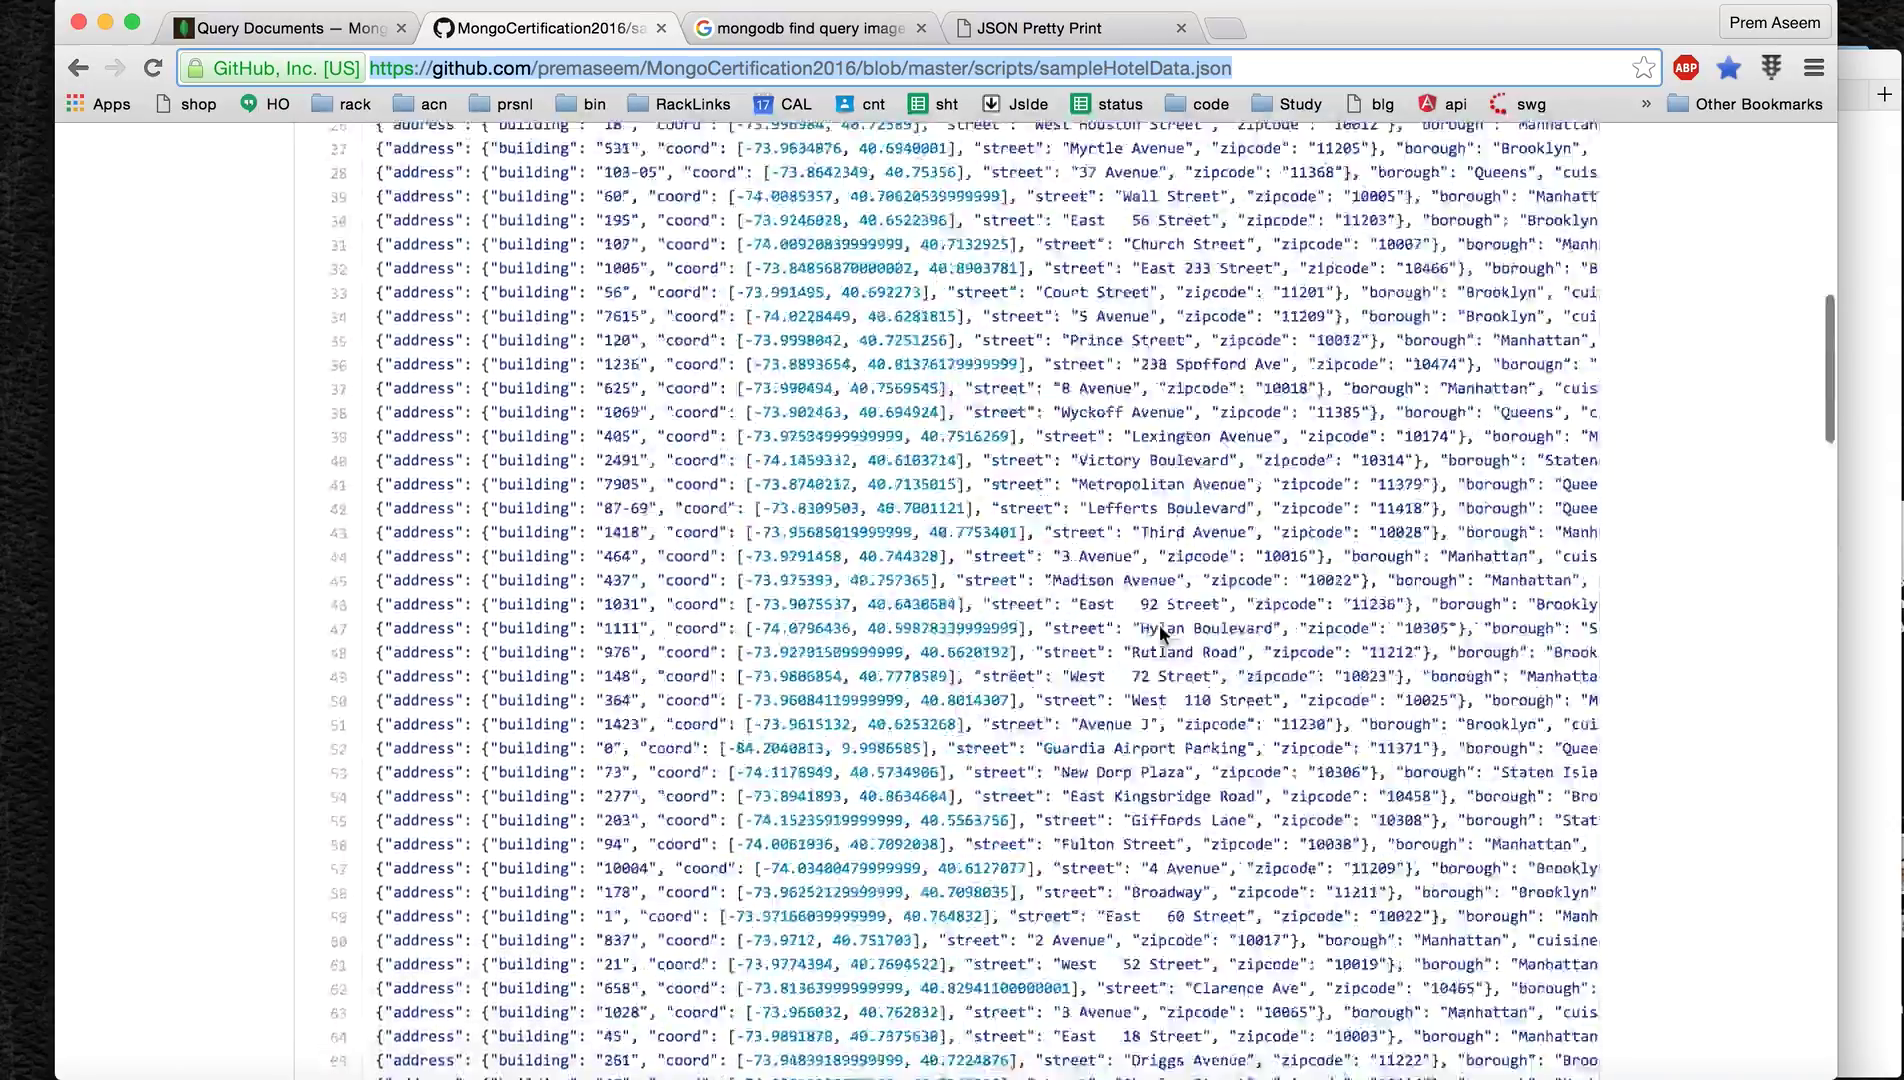 Query Documents — Mong
MongoCertification2016/sa
mongodb find query image
JSON Pretty Print
Prem Aseem
GitHub, Inc. [US]
https://github.com/premaseem/MongoCertification2016/blob/master/scripts/sampleHotelData.json
Apps shop HO rack acn prsnl bin RackLinks CAL cnt sht Jslde status code Study blg api swg » Other Bookmarks
{"address": {"building": "531", "coord": [-73.9634876, 40.6940001], "street": "Myrtle Avenue", "zipcode": "11205"}, "borough": "Brooklyn",
{"address": {"building": "103-05", "coord": [-73.8642349, 40.75356], "street": "37 Avenue", "zipcode": "11368"}, "borough": "Queens", "cuis
{"address": {"building": "60", "coord": [-74.0085357, 40.70620539999999], "street": "Wall Street", "zipcode": "10005"}, "borough": "Manhatt
30 {"address": {"building": "195", "coord": [-73.9246028, 40.6522396], "street": "East 56 Street", "zipcode": "11203"}, "borough": "Brooklyn
31 {"address": {"building": "107", "coord": [-74.00920839999999, 40.7132925], "street": "Church Street", "zipcode": "10007"}, "borough": "Manh
32 {"address": {"building": "1006", "coord": [-73.84856870000002, 40.8903781], "street": "East 233 Street", "zipcode": "10466"}, "borough": "B
33 {"address": {"building": "56", "coord": [-73.991495, 40.692273], "street": "Court Street", "zipcode": "11201"}, "borough": "Brooklyn", "cui
34 {"address": {"building": "7615", "coord": [-74.0228449, 40.6281815], "street": "5 Avenue", "zipcode": "11209"}, "borough": "Brooklyn", "cui
35 {"address": {"building": "120", "coord": [-73.9998042, 40.7251256], "street": "Prince Street", "zipcode": "10012"}, "borough": "Manhattan",
36 {"address": {"building": "1236", "coord": [-73.8893654, 40.81376179999999], "street": "238 Spofford Ave", "zipcode": "10474"}, "borough": "
37 {"address": {"building": "625", "coord": [-73.990494, 40.7569545], "street": "8 Avenue", "zipcode": "10018"}, "borough": "Manhattan", "cuis
38 {"address": {"building": "1069", "coord": [-73.902463, 40.694924], "street": "Wyckoff Avenue", "zipcode": "11385"}, "borough": "Queens", "c
39 {"address": {"building": "405", "coord": [-73.97534999999999, 40.7516269], "street": "Lexington Avenue", "zipcode": "10174"}, "borough": "M
40 {"address": {"building": "2491", "coord": [-74.1459332, 40.6103714], "street": "Victory Boulevard", "zipcode": "10314"}, "borough": "Staten
41 {"address": {"building": "7905", "coord": [-73.8740217, 40.7135015], "street": "Metropolitan Avenue", "zipcode": "11379"}, "borough": "Quee
42 {"address": {"building": "87-69", "coord": [-73.8309503, 40.7001121], "street": "Lefferts Boulevard", "zipcode": "11418"}, "borough": "Quee
43 {"address": {"building": "1418", "coord": [-73.95685019999999, 40.7753401], "street": "Third Avenue", "zipcode": "10028"}, "borough": "Manh
44 {"address": {"building": "464", "coord": [-73.9791458, 40.744328], "street": "3 Avenue", "zipcode": "10016"}, "borough": "Manhattan", "cuis
45 {"address": {"building": "437", "coord": [-73.975393, 40.757365], "street": "Madison Avenue", "zipcode": "10022"}, "borough": "Manhattan",
46 {"address": {"building": "1031", "coord": [-73.9075537, 40.6438684], "street": "East 92 Street", "zipcode": "11236"}, "borough": "Brookly
47 {"address": {"building": "1111", "coord": [-74.0796436, 40.59878339999999], "street": "Hylan Boulevard", "zipcode": "10305"}, "borough": "S
48 {"address": {"building": "976", "coord": [-73.92701509999999, 40.6620192], "street": "Rutland Road", "zipcode": "11212"}, "borough": "Brook
49 {"address": {"building": "148", "coord": [-73.9806854, 40.7778589], "street": "West 72 Street", "zipcode": "10023"}, "borough": "Manhatta
50 {"address": {"building": "364", "coord": [-73.96084119999999, 40.8014307], "street": "West 110 Street", "zipcode": "10025"}, "borough": "M
51 {"address": {"building": "1423", "coord": [-73.9615132, 40.6253268], "street": "Avenue J", "zipcode": "11230"}, "borough": "Brooklyn", "cui
52 {"address": {"building": "0", "coord": [-84.2040813, 9.9986585], "street": "Guardia Airport Parking", "zipcode": "11371"}, "borough": "Quee
53 {"address": {"building": "73", "coord": [-74.1176949, 40.5734906], "street": "New Dorp Plaza", "zipcode": "10306"}, "borough": "Staten Isla
54 {"address": {"building": "277", "coord": [-73.8941893, 40.8634684], "street": "East Kingsbridge Road", "zipcode": "10458"}, "borough": "Bro
55 {"address": {"building": "203", "coord": [-74.15235919999999, 40.5563756], "street": "Giffords Lane", "zipcode": "10308"}, "borough": "Stat
56 {"address": {"building": "94", "coord": [-74.0061936, 40.7092038], "street": "Fulton Street", "zipcode": "10038"}, "borough": "Manhattan",
57 {"address": {"building": "10004", "coord": [-74.03400479999999, 40.6127077], "street": "4 Avenue", "zipcode": "11209"}, "borough": "Brookly
58 {"address": {"building": "178", "coord": [-73.96252129999999, 40.7098035], "street": "Broadway", "zipcode": "11211"}, "borough": "Brooklyn"
59 {"address": {"building": "1", "coord": [-73.97166039999999, 40.764832], "street": "East 60 Street", "zipcode": "10022"}, "borough": "Manh
{"address": {"building": "837", "coord": [-73.9712, 40.751703], "street": "2 Avenue", "zipcode": "10017"}, "borough": "Manhattan", "cuisine
61 {"address": {"building": "21", "coord": [-73.9774394, 40.7604522], "street": "West 52 Street", "zipcode": "10019"}, "borough": "Manhattan
62 {"address": {"building": "658", "coord": [-73.81363999999999, 40.82941100000001], "street": "Clarence Ave", "zipcode": "10465"}, "borough":
63 {"address": {"building": "1028", "coord": [-73.966032, 40.762832], "street": "3 Avenue", "zipcode": "10065"}, "borough": "Manhattan", "cuis
64 {"address": {"building": "45", "coord": [-73.9891878, 40.7375638], "street": "East 18 Street", "zipcode": "10003"}, "borough": "Manhattan
{"address": {"building": "261", "coord": [-73.94839189999999, 40.7224876], "street": "Driggs Avenue", "zipcode": "11222"}, "borough": "Broo